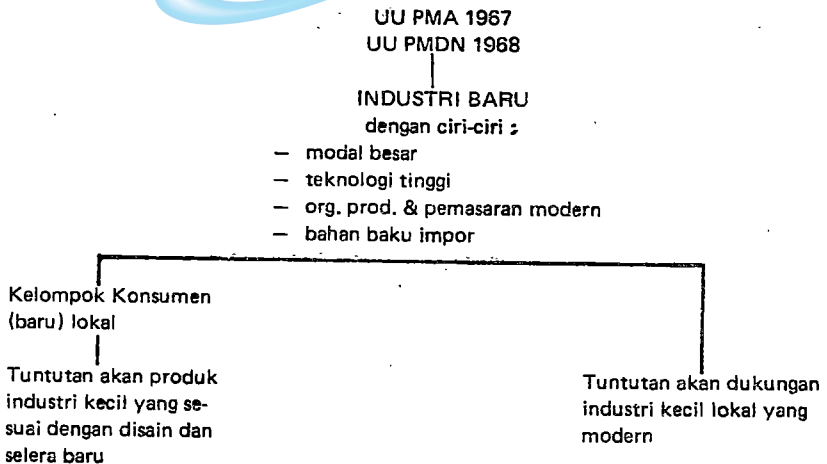 UU PMA 1967
UU PMDN 1968
INDUSTRI BARU
dengan ciri-ciri :
— modal besar
— teknologi tinggi
— org. prod. & pemasaran modern
— bahan baku impor
Kelompok Konsumen
(baru) lokal
Tuntutan akan produk
industri kecil yang se-
suai dengan disain dan
selera baru
Tuntutan akan dukungan
industri kecil lokal yang
modern